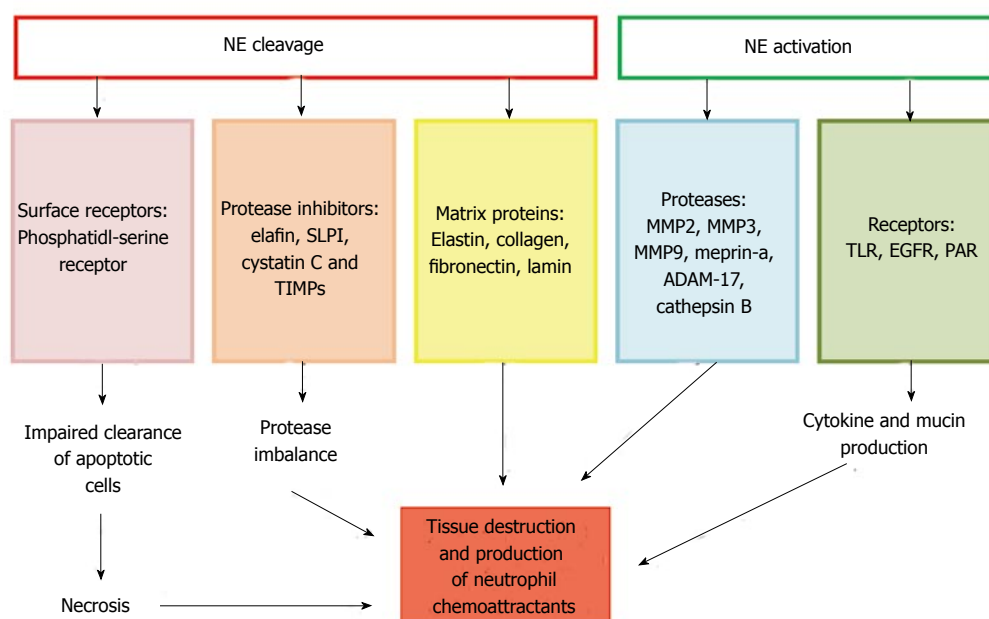 NE cleavage
NE activation
Surface receptors:
Phosphatidl-serine
receptor
Protease inhibitors:
elafin, SLPI,
cystatin C and
TIMPs
Matrix proteins:
Elastin, collagen,
fibronectin, lamin
Proteases:
MMP2, MMP3,
MMP9, meprin-a,
ADAM-17,
cathepsin B
Receptors:
TLR, EGFR, PAR
Impaired clearance
of apoptotic
cells
Protease
imbalance
Cytokine and mucin
production
Necrosis
Tissue destruction
and production
of neutrophil
chemoattractants